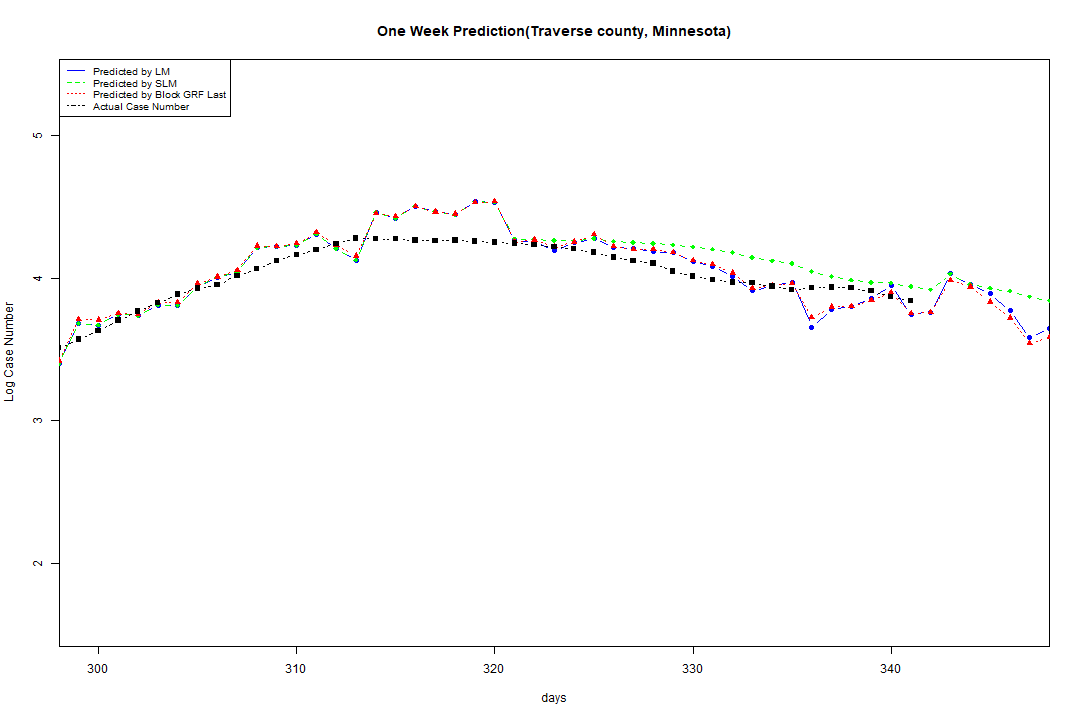 One Week Prediction(Traverse county, Minnesota)
Predicted by LM
Predicted by SLM
Predicted by Block GRF Last
Actual Case Number
5
4
3
2
Log Case Number
300 310 320 330 340
days